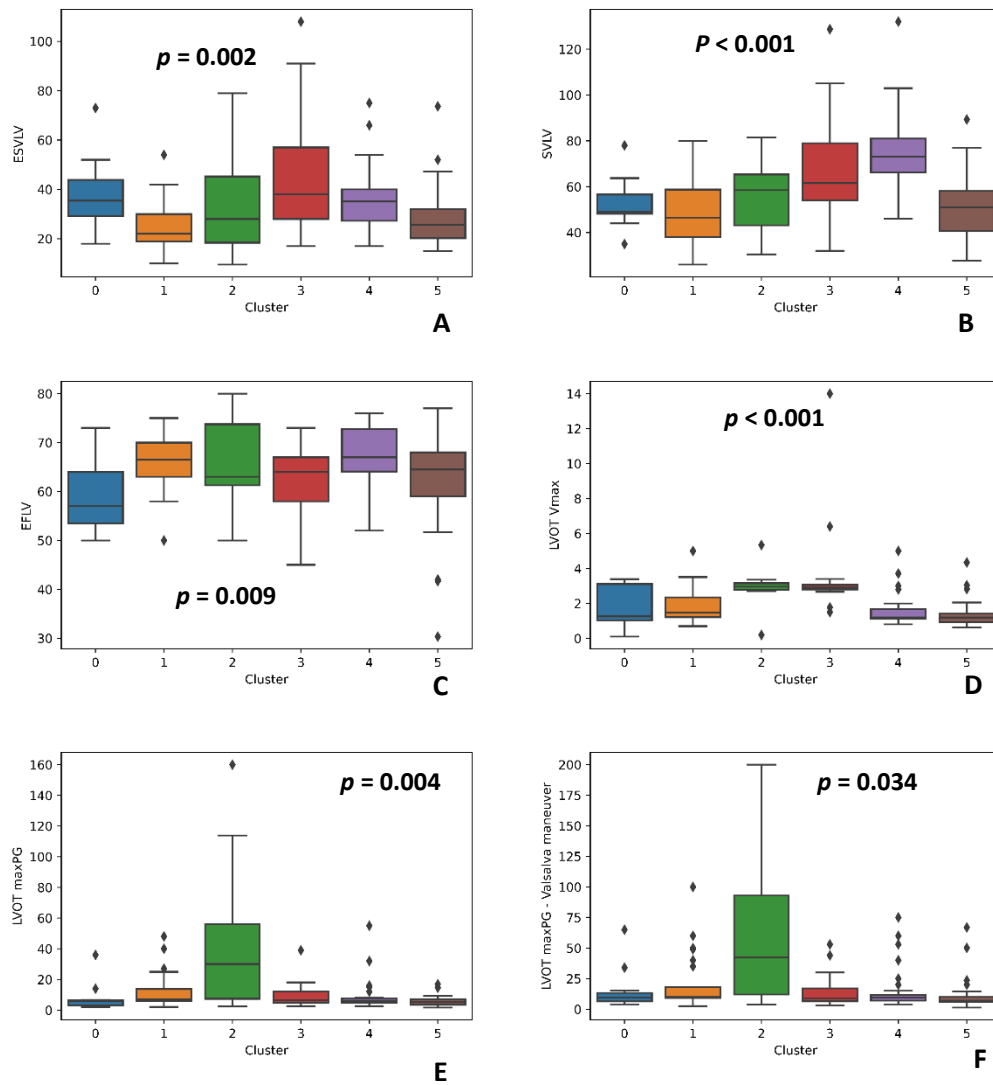 100
80
60
40
20
ESVLV
p = 0.002
0 1 2 3 4 5
Cluster
A
120
100
80
60
40
SVLV
P < 0.001
0 1 2 3 4 5
Cluster
B
80
70
60
50
40
30
EFLV
p = 0.009
0 1 2 3 4 5
Cluster
C
14
12
10
8
6
4
2
0
LVOT Vmax
p < 0.001
0 1 2 3 4 5
Cluster
D
160
140
120
100
80
60
40
20
0
LVOT maxPG
p = 0.004
0 1 2 3 4 5
Cluster
E
200
175
150
125
100
75
50
25
0
LVOT maxPG - Valsalva maneuver
p = 0.034
0 1 2 3 4 5
Cluster
F